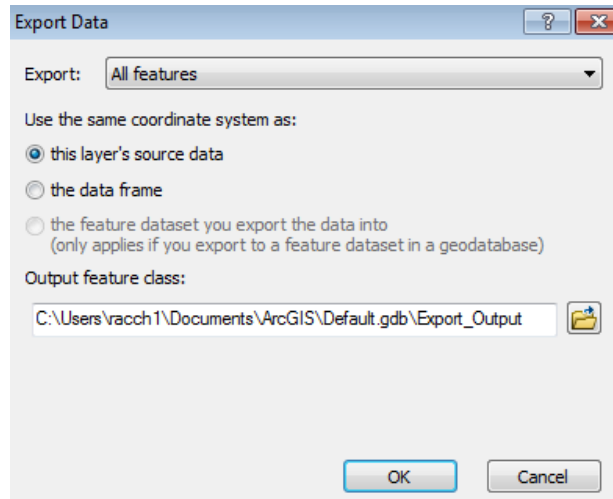 Export Data
Export: All features
Use the same coordinate system as:
this layer's source data
the data frame
the feature dataset you export the data into
(only applies if you export to a feature dataset in a geodatabase)
Output feature class:
C:\Users\racch1\Documents\ArcGIS\Default.gdb\Export_Output
OK Cancel